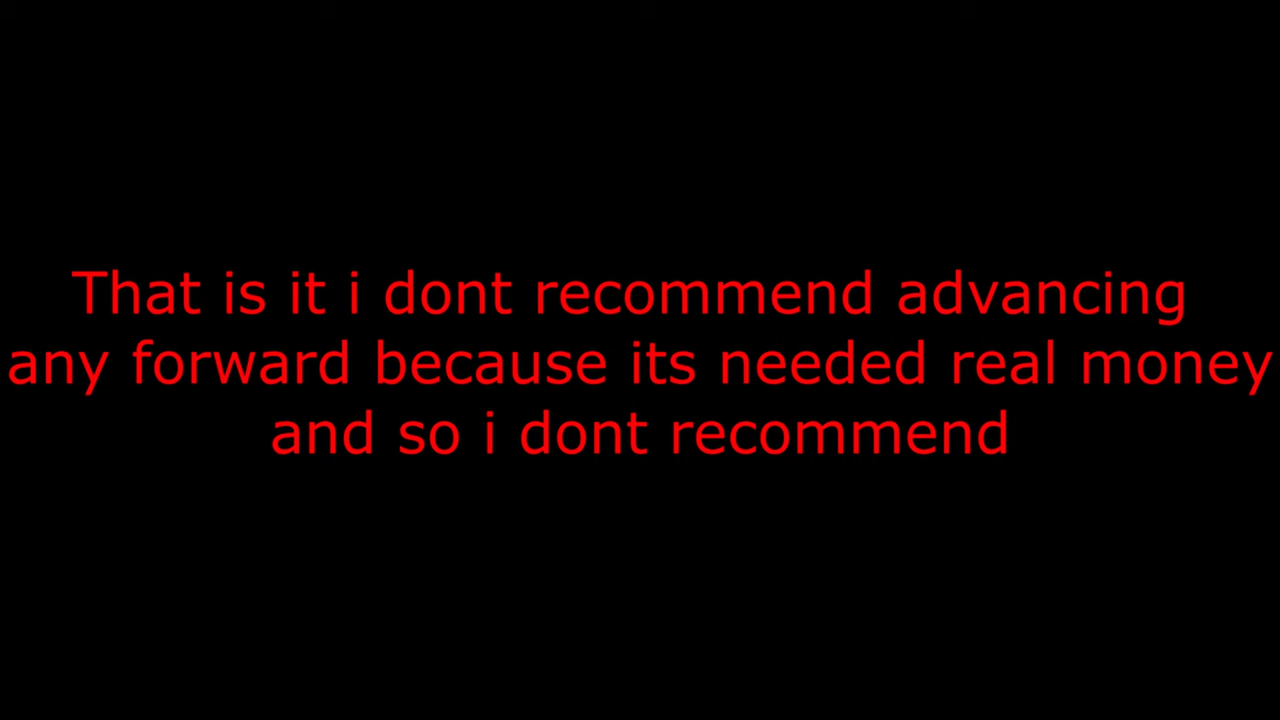 That is it i dont recommend advancing
any forward because its needed real money
and so i dont recommend